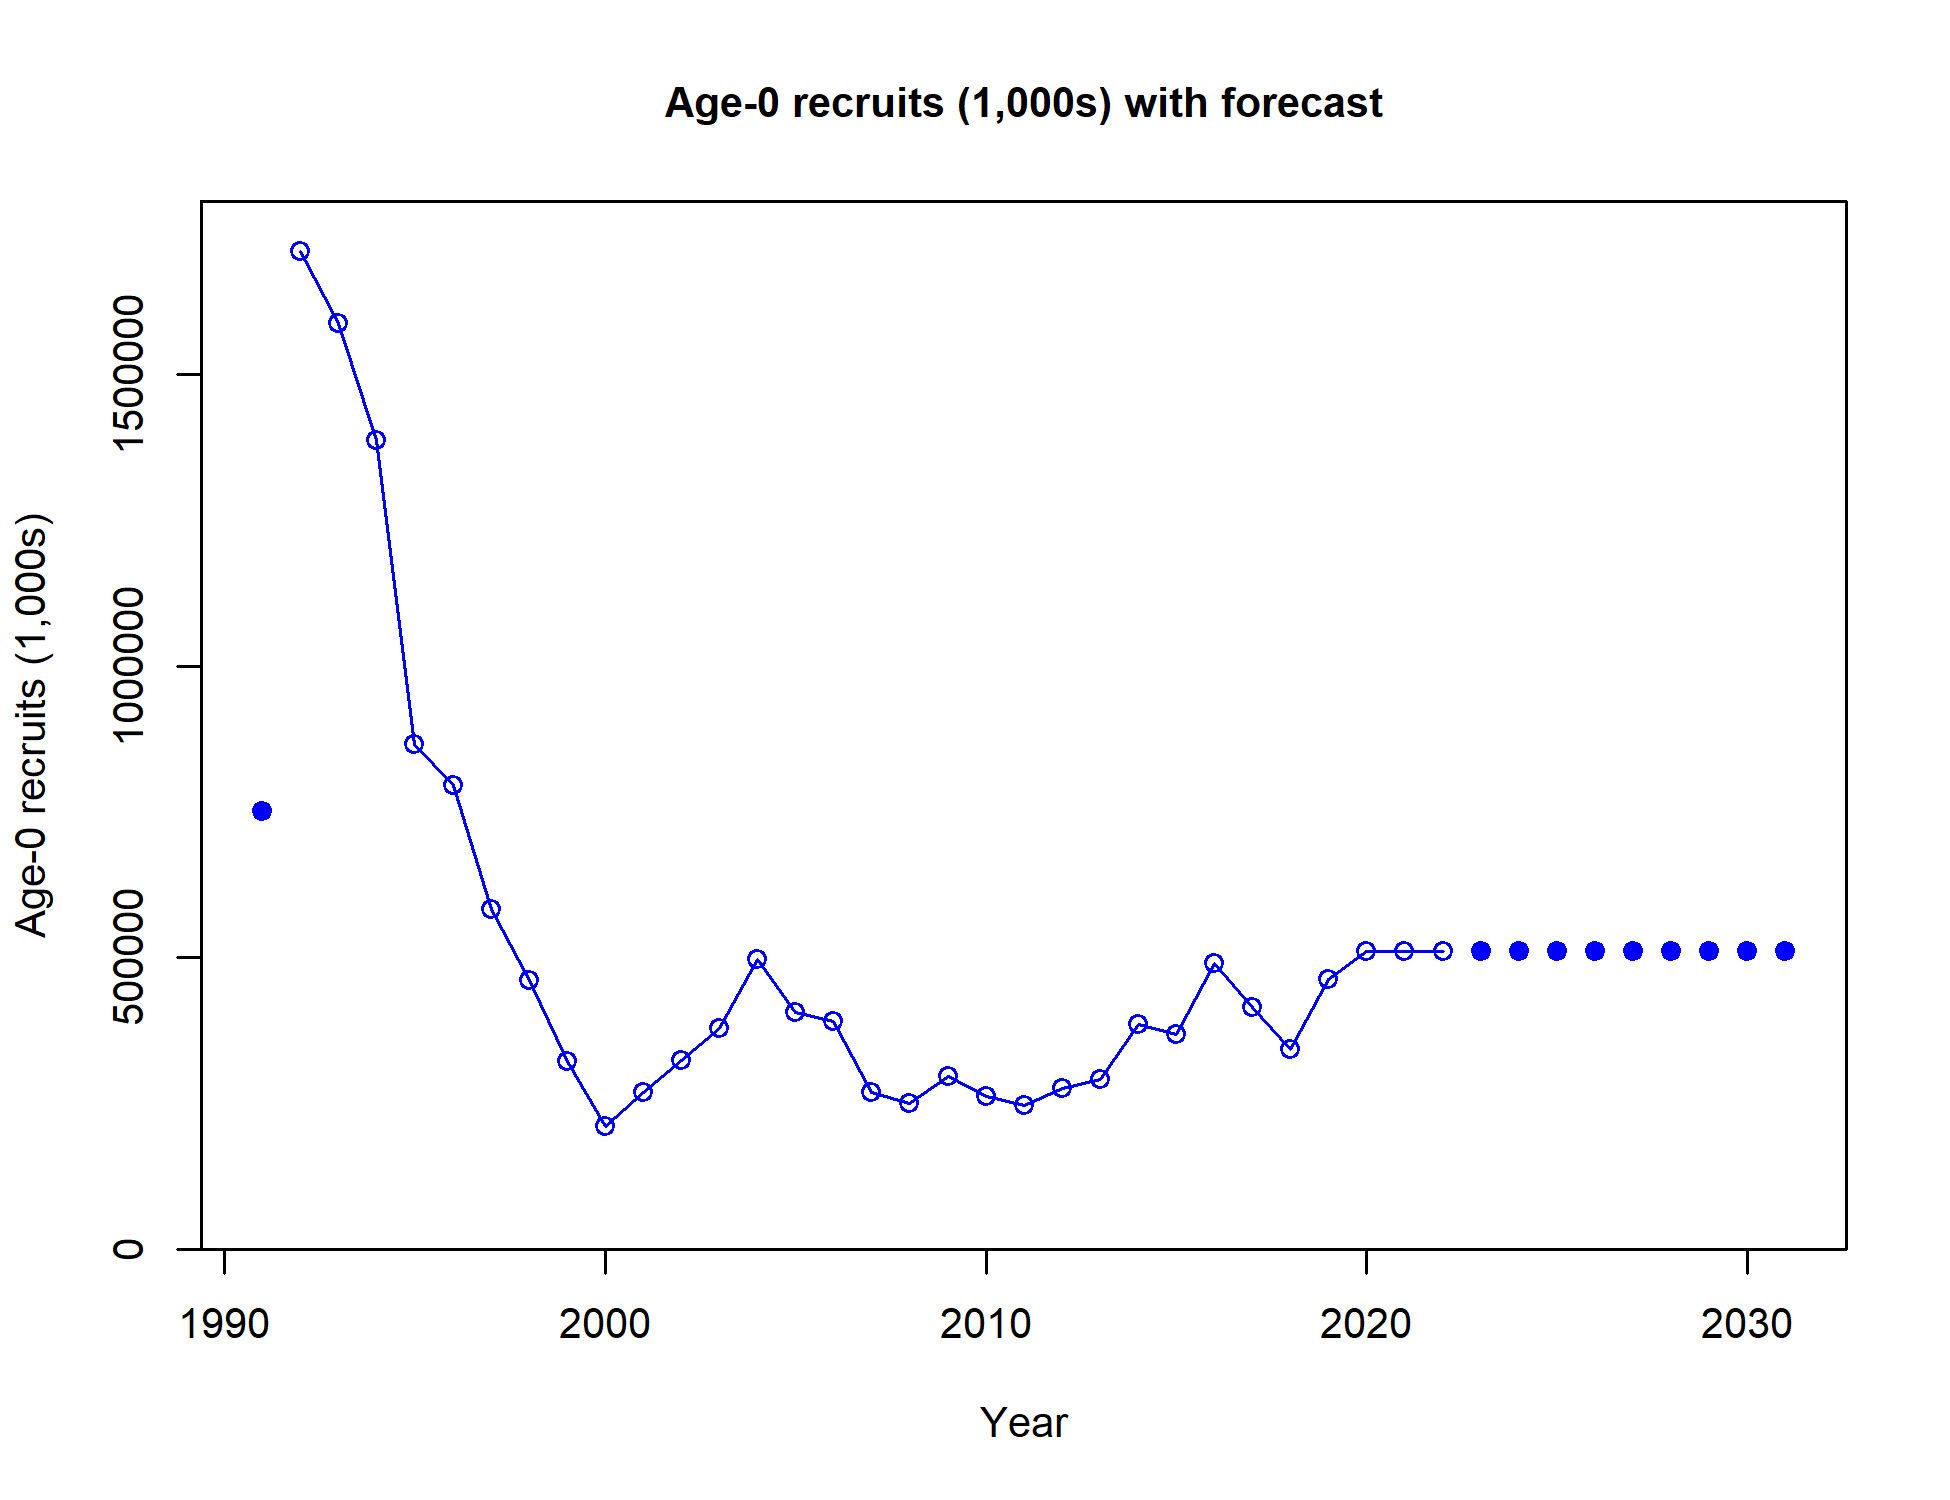 Age-0 recruits (1,000s) with forecast
Age-0 recruits (1,000s)
1500000
1000000
500000
0
1990 2000 2010 2020 2030
Year